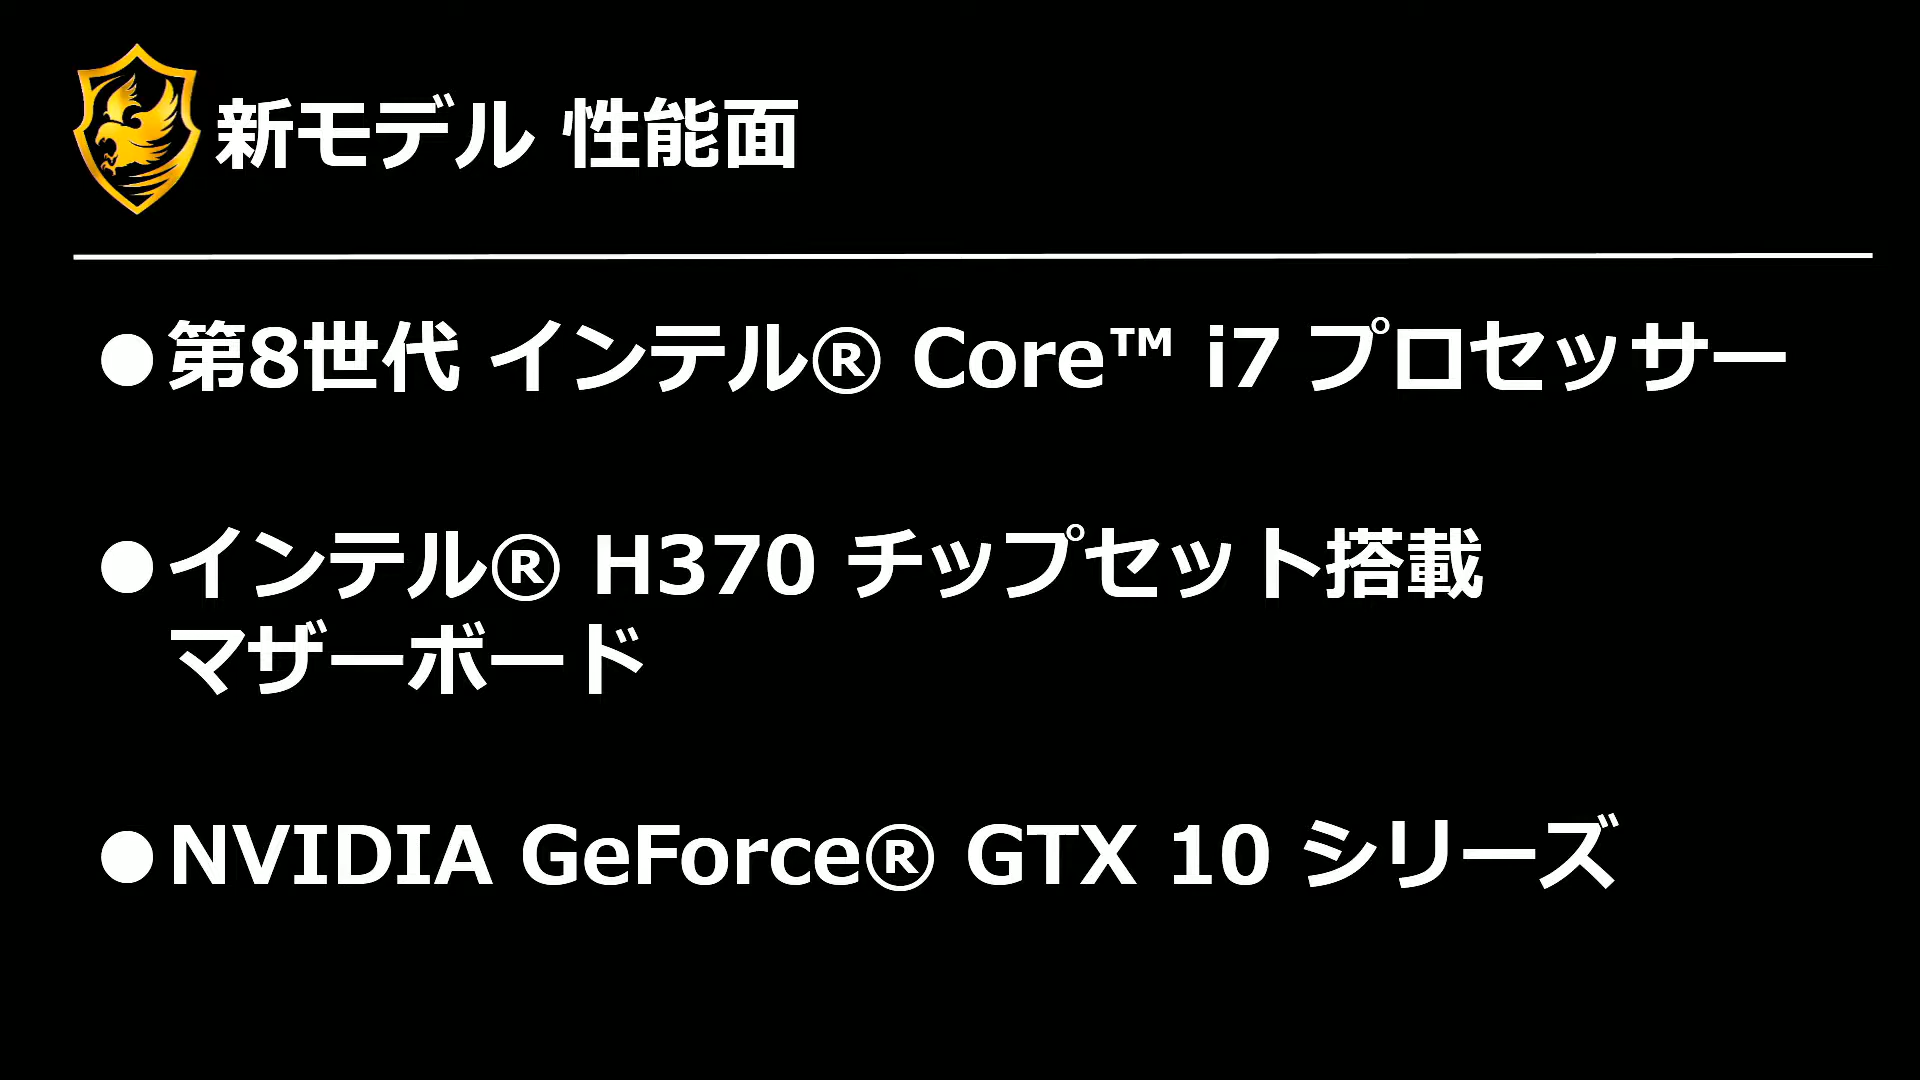 新モデル 性能面
●第8世代 インテル® Core™ i7 プロセッサー
●インテル® H370 チップセット搭載
マザーボード
●NVIDIA GeForce® GTX 10 シリーズ